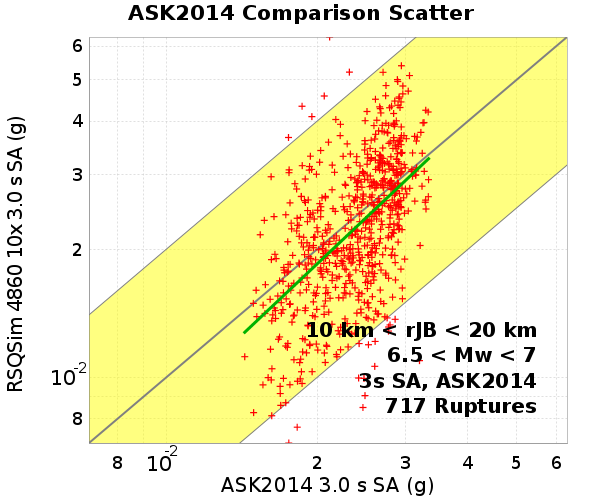 ASK2014 Comparison Scatter
RSQSim 4860 10x 3.0 s SA (g)
6
5
4
3
2
10-2
8
10 km < rJB < 20 km
6.5 < Mw < 7
3s SA, ASK2014
717 Ruptures
8 10-2 2 3 4 5 6
ASK2014 3.0 s SA (g)